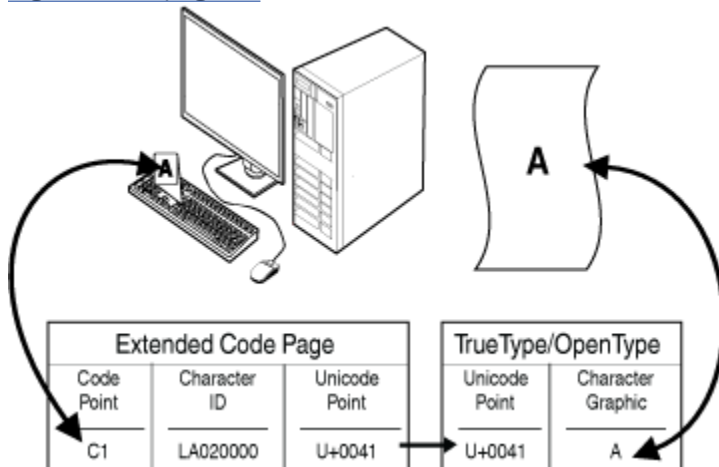 A
A
Extended Code Page
TrueType/OpenType
Code Point
Character ID
Unicode Point
Unicode Point
Character Graphic
C1
LA020000
U+0041
U+0041
A